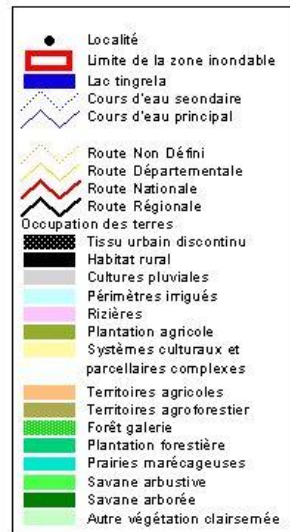 Localité
Limite de la zone inondable
Lac tingrela
Cours d'eau seondaire
Cours d'eau principal
Route Non Défini
Route Départementale
Route Nationale
Route Régionale
Occupation des terres
Tissu urbain discontinu
Habitat rural
Cultures pluviales
Périmètres irrigués
Rizières
Plantation agricole
Systèmes culturaux et
parcellaires complexes
Territoires agricoles
Territoires agroforestier
Forêt galerie
Plantation forestière
Prairies marécageuses
Savane arbustive
Savane arborée
Autre végétation clairsemée